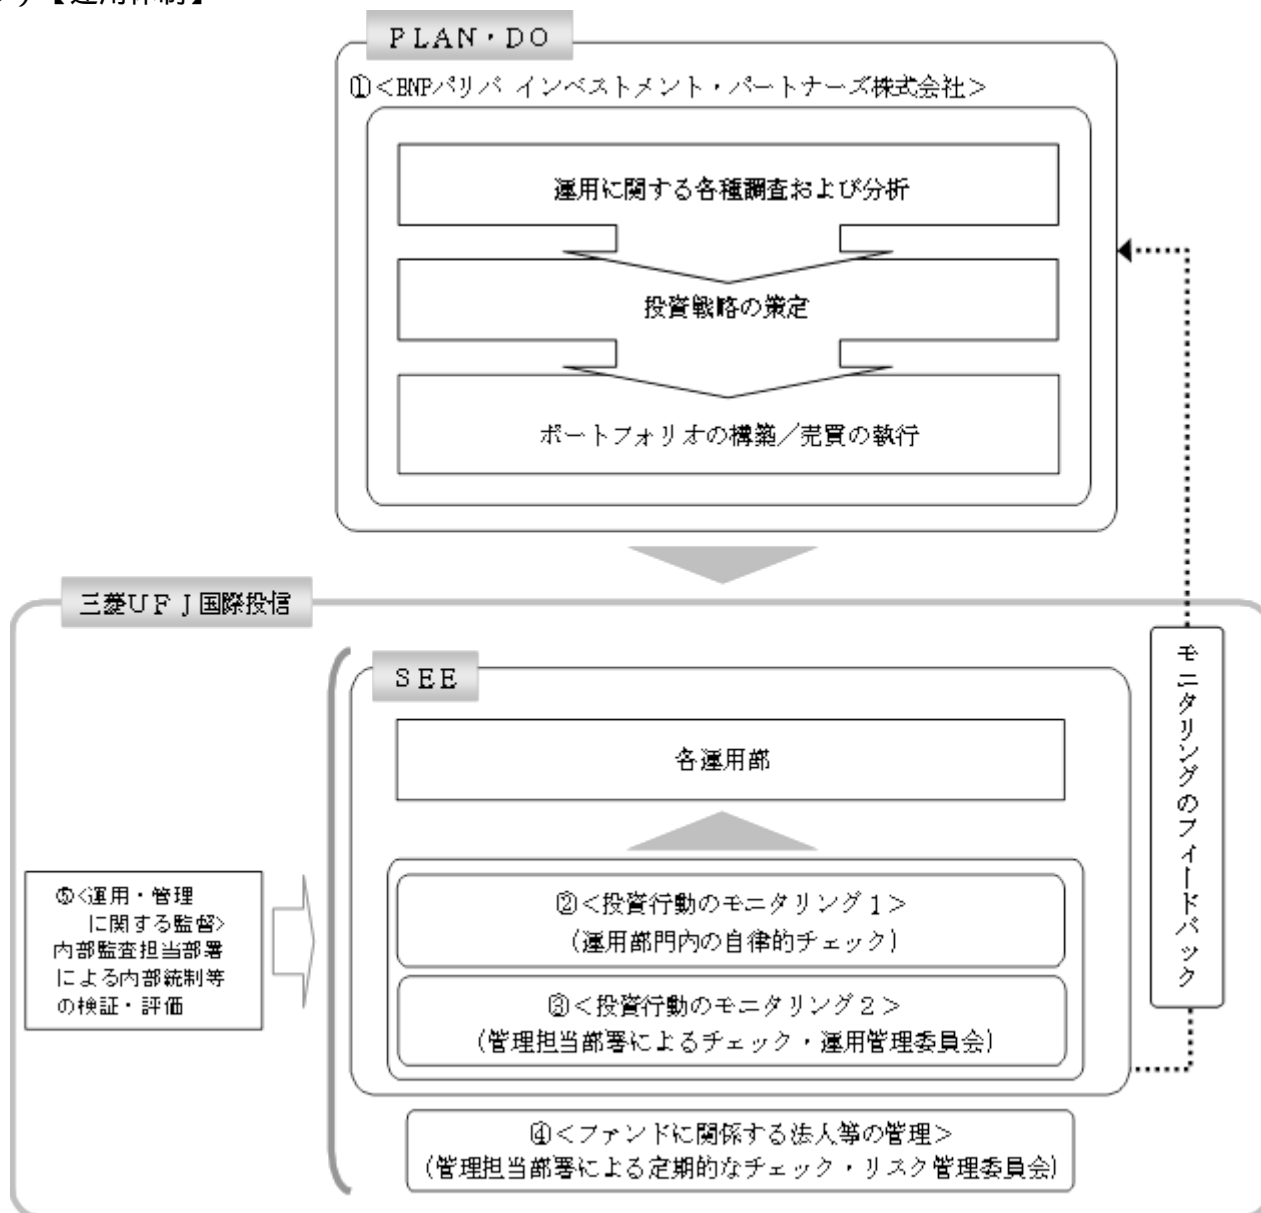 【運用体制】
PLAN・DO
①<BNPパリバ インベストメント・パートナーズ株式会社>
運用に関する各種調査および分析
投資戦略の策定
ポートフォリオの構築／売買の執行
三菱UFJ国際投信
SEE
各運用部
②<投資行動のモニタリング1>
(運用部門内の自律的チェック)
③<投資行動のモニタリング2>
(管理担当部署によるチェック・運用管理委員会)
④<ファンドに関係する法人等の管理>
(管理担当部署による定期的なチェック・リスク管理委員会)
⑤<運用・管理
に関する監督>
内部監査担当部署
による内部統制等
の検証・評価
モニタリングのフィードバック